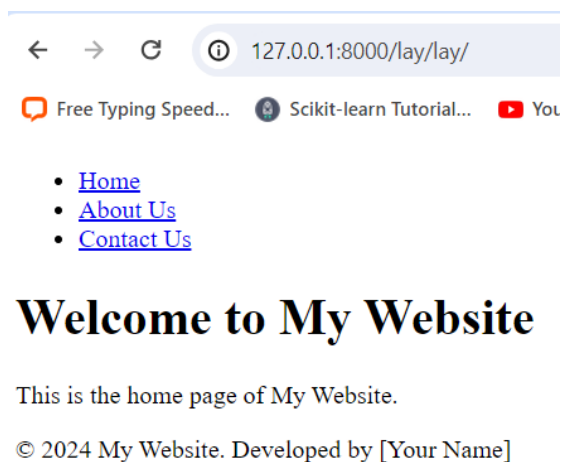 127.0.0.1:8000/lay/lay/
Free Typing Speed... Scikit-learn Tutorial... You
Home
About Us
Contact Us
Welcome to My Website
This is the home page of My Website.
© 2024 My Website. Developed by [Your Name]